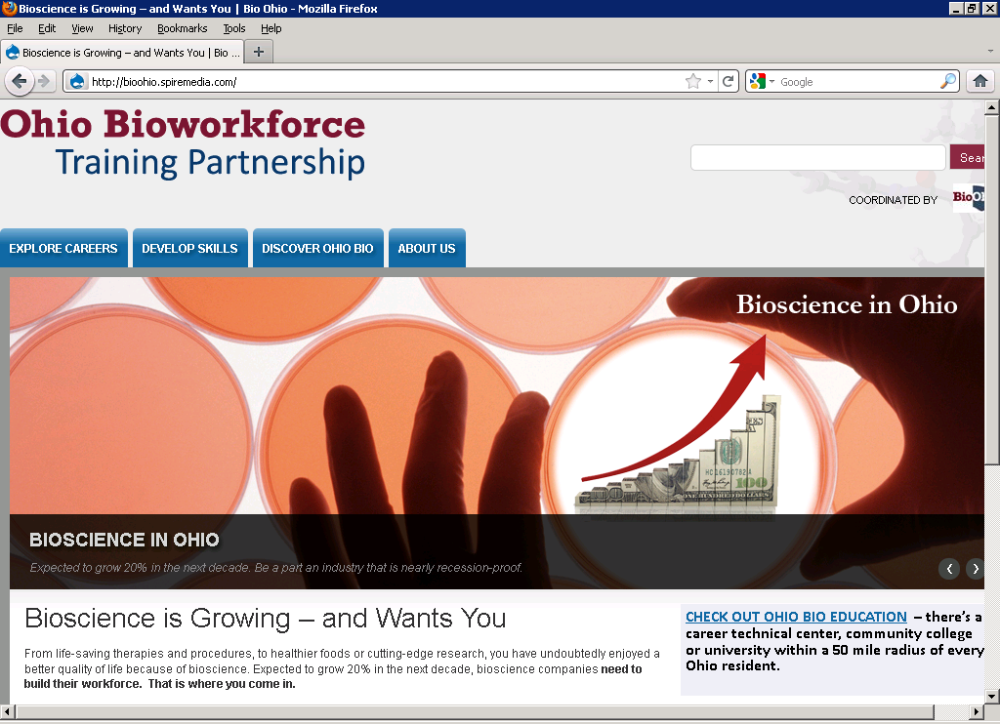 Bioscience is Growing – and Wants You | Bio Ohio - Mozilla Firefox
File Edit View History Bookmarks Tools Help
Bioscience is Growing – and Wants You | Bio ...
http://bioohio.spiremedia.com/
Google
Ohio Bioworkforce
Training Partnership
Sear
COORDINATED BY
BioO
EXPLORE CAREERS DEVELOP SKILLS DISCOVER OHIO BIO ABOUT US
Bioscience in Ohio
HC16190782A
100
ONE HUNDRED DOLLARS
BIOSCIENCE IN OHIO
Expected to grow 20% in the next decade. Be a part an industry that is nearly recession-proof.
Bioscience is Growing – and Wants You
From life-saving therapies and procedures, to healthier foods or cutting-edge research, you have undoubtedly enjoyed a
better quality of life because of bioscience. Expected to grow 20% in the next decade, bioscience companies need to
build their workforce. That is where you come in.
CHECK OUT OHIO BIO EDUCATION – there's a
career technical center, community college
or university within a 50 mile radius of every
Ohio resident.